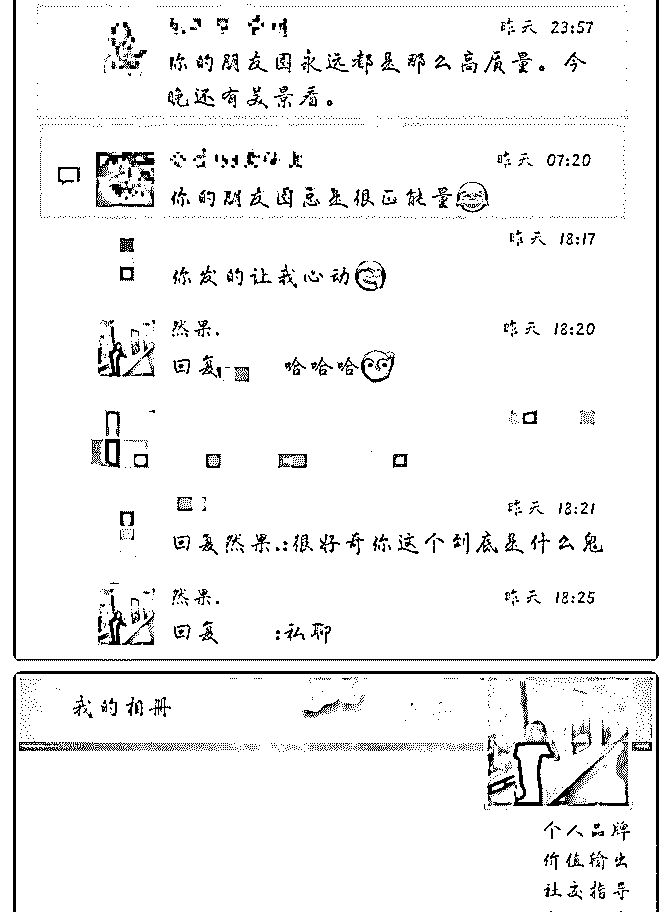 昨天 23:57
你的朋友圈永远都是那么高质量。今
晚还有美景看。
昨天 07:20
你的朋友圈总是很正能量
昨天 18:17
你发的让我心动
然果.
昨天 18:20
回复 哈哈哈
昨天 18:21
回复然果.:很好奇你这个到底是什么鬼
然果.
昨天 18:25
回复 :私聊
我的相册
个人品牌
价值输出
社交指导